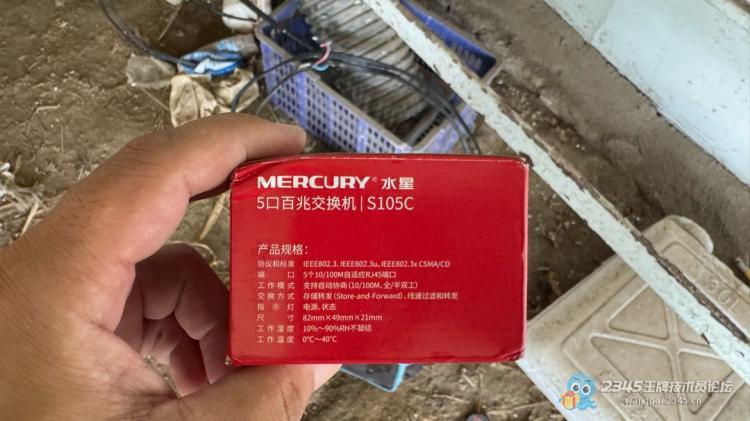 MERCURY® 水星
5口百兆交换机 | S105C
产品规格：
协议和标准 IEEE802.3、IEEE802.3u、IEEE802.3x CSMA/CD
端口 5个10/100M自适应RJ45端口
工作模式 支持自动协商（10/100M、全/半双工）
交换方式 存储转发（Store-and-Forward）、线速过滤和转发
指示灯 电源、状态
尺寸 82mm×49mm×21mm
工作湿度 10%～90%RH不凝结
工作温度 0℃～40℃
2345王牌技术员论坛
wangpai.2345.cn